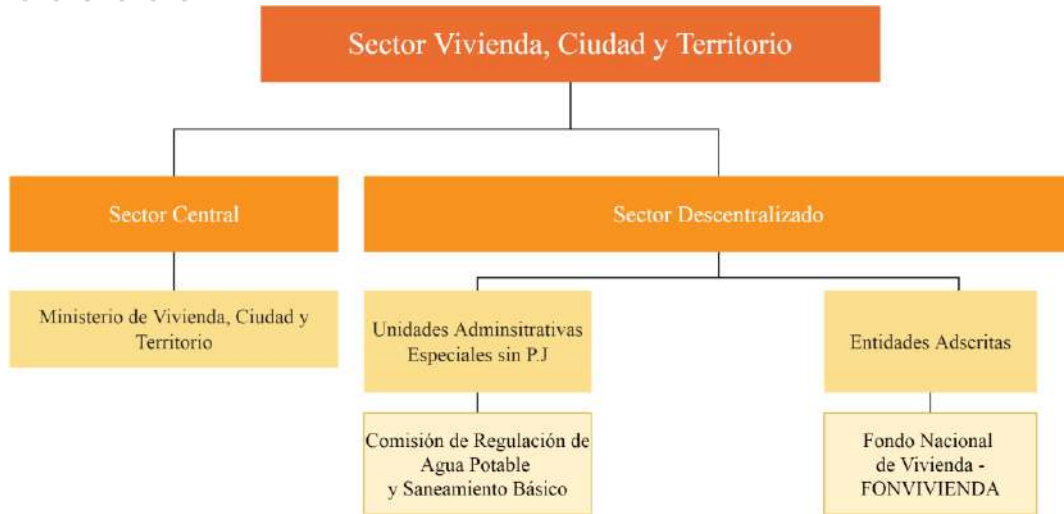 Sector Vivienda, Ciudad y Territorio
Sector Central
Sector Descentralizado
Ministerio de Vivienda, Ciudad y
Territorio
Unidades Adminsitrativas
Especiales sin P.J
Entidades Adscritas
Comisión de Regulación de
Agua Potable
y Saneamiento Básico
Fondo Nacional
de Vivienda -
FONVIVIENDA